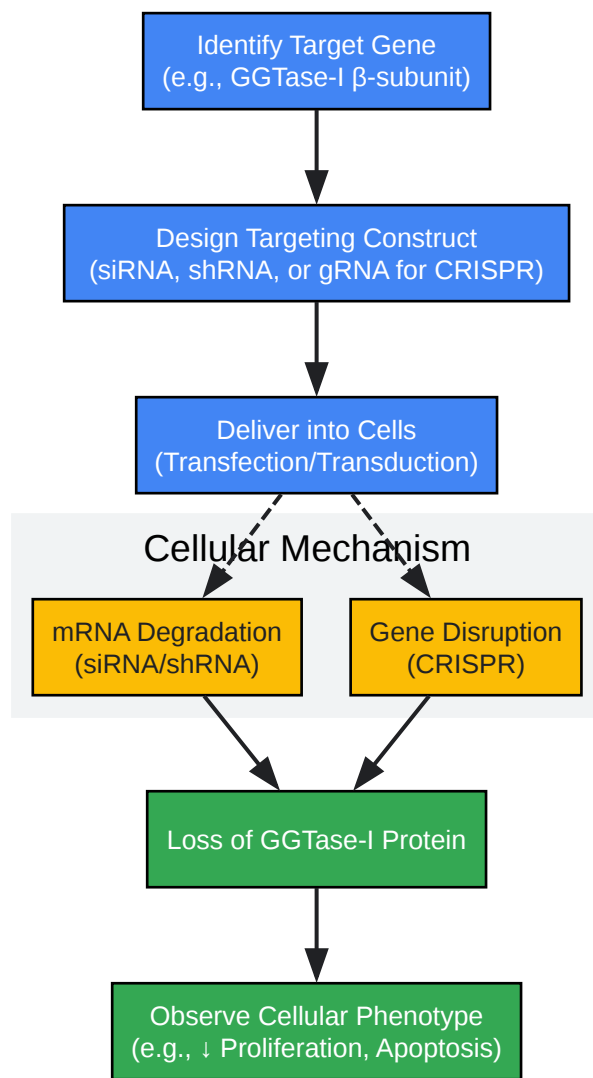 Identify Target Gene
(e.g., GGTase-I β-subunit)
Design Targeting Construct
(siRNA, shRNA, or gRNA for CRISPR)
Deliver into Cells
(Transfection/Transduction)
Cellular Mechanism
mRNA Degradation
(siRNA/shRNA)
Gene Disruption
(CRISPR)
Loss of GGTase-I Protein
Observe Cellular Phenotype
(e.g., ↓ Proliferation, Apoptosis)